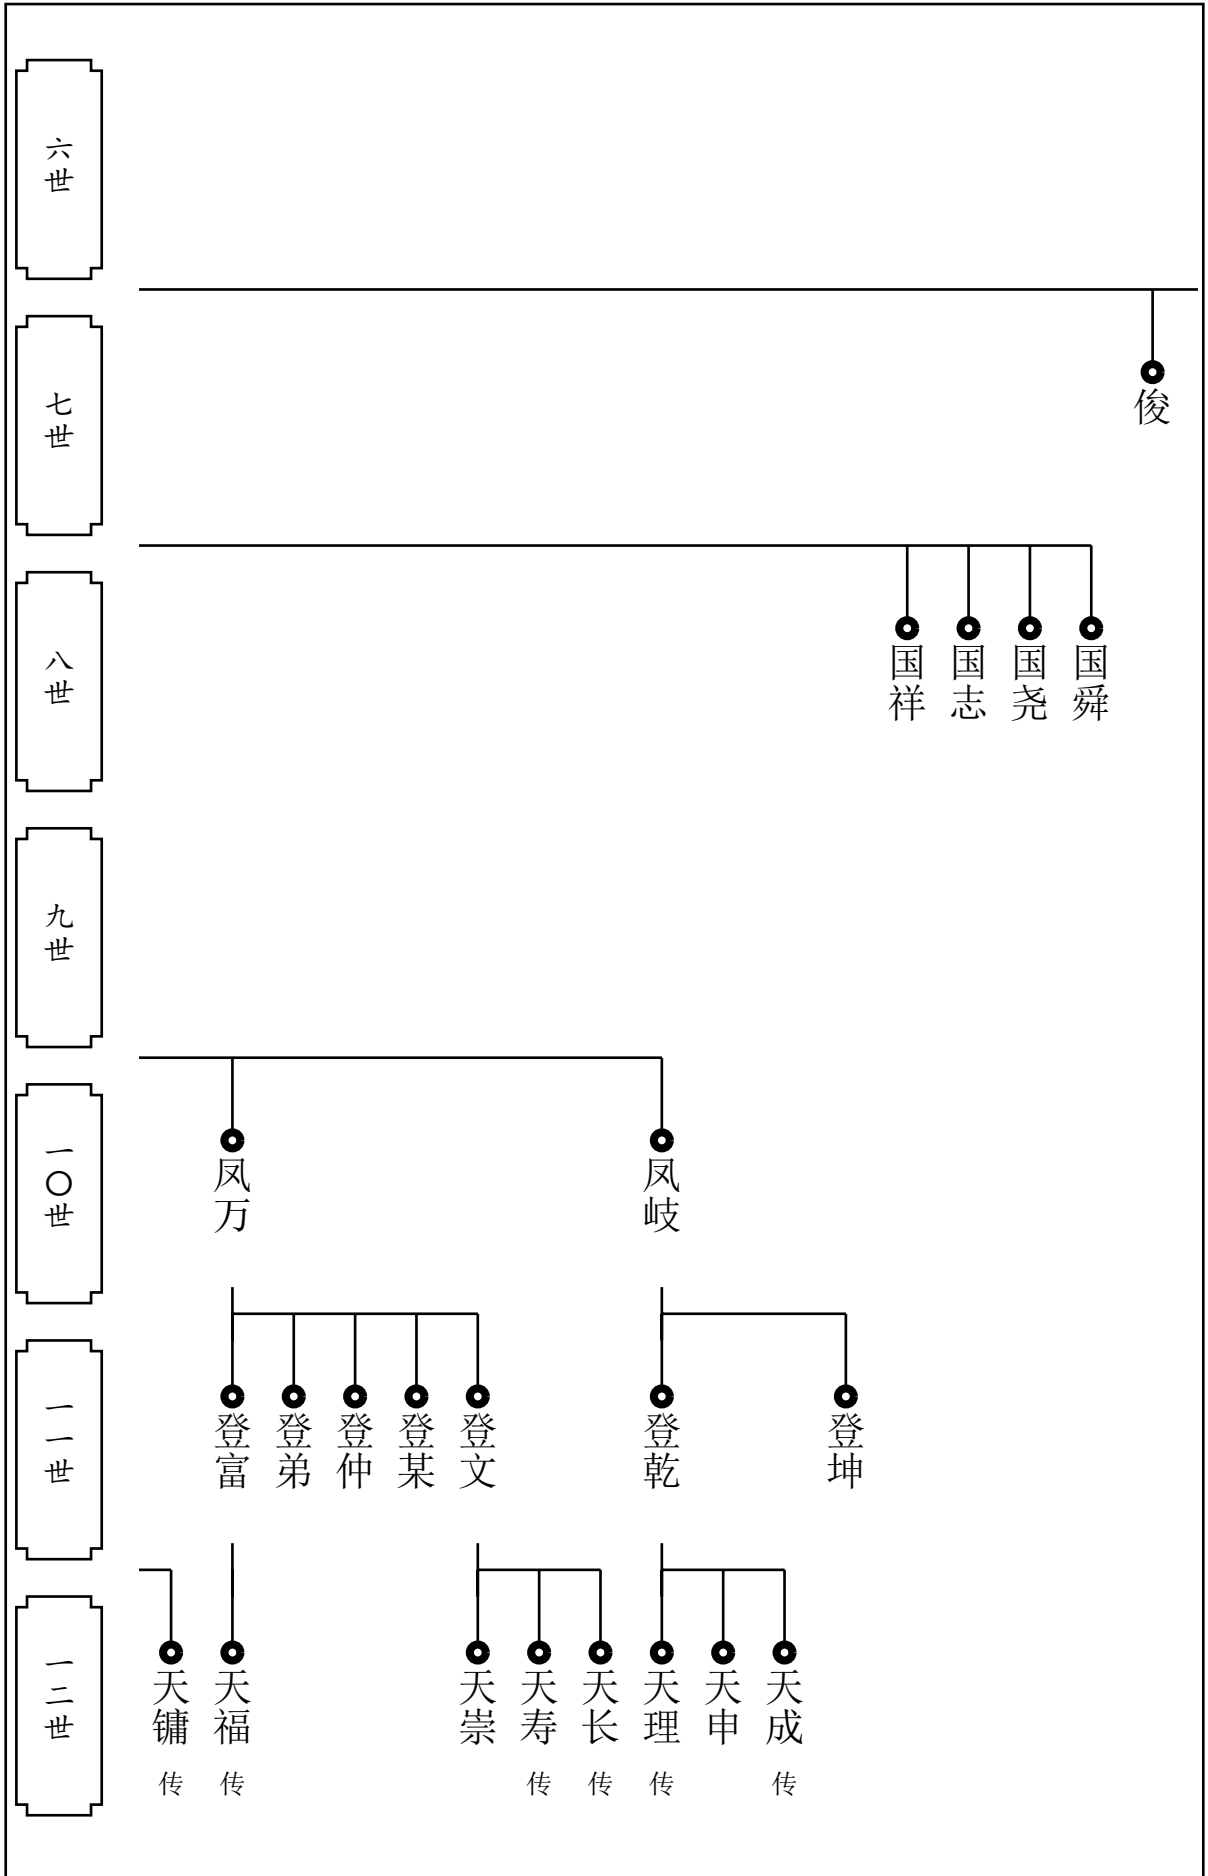 六世
七世
八世
九世
一〇世
一一世
一二世
俊
国舜
国尧
国志
国祥
凤岐
凤万
登坤
登乾
登文
登某
登仲
登弟
登富
天成 传
天申
天理 传
天长 传
天寿 传
天崇
天福 传
天镛 传